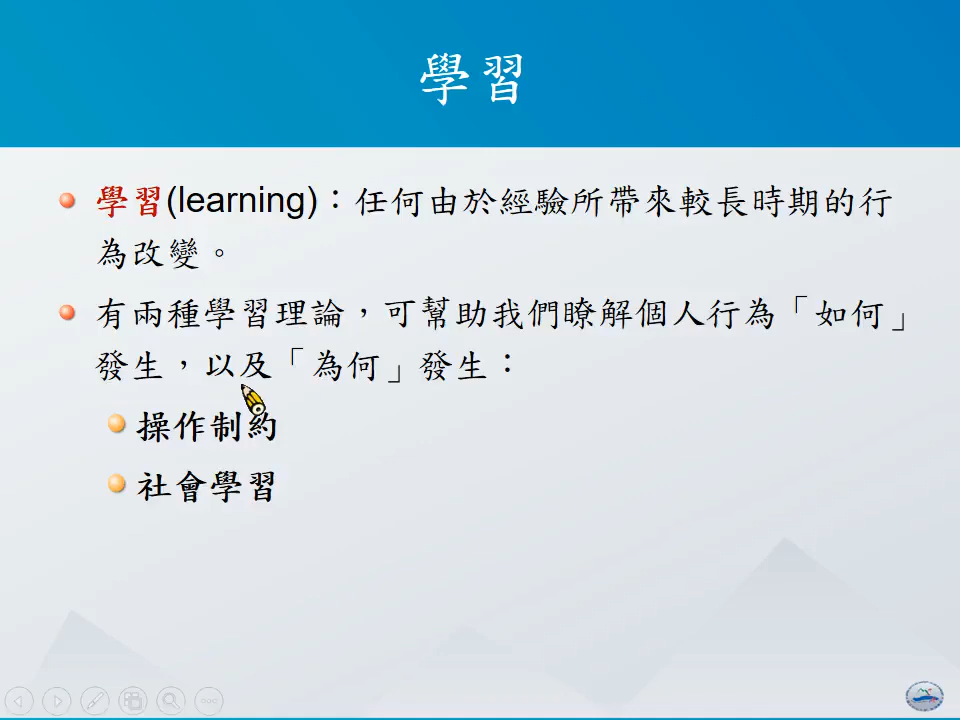 學習
學習(learning)：任何由於經驗所帶來較長時期的行
為改變。
有兩種學習理論，可幫助我們瞭解個人行為「如何」
發生，以及「為何」發生：
操作制約
社會學習